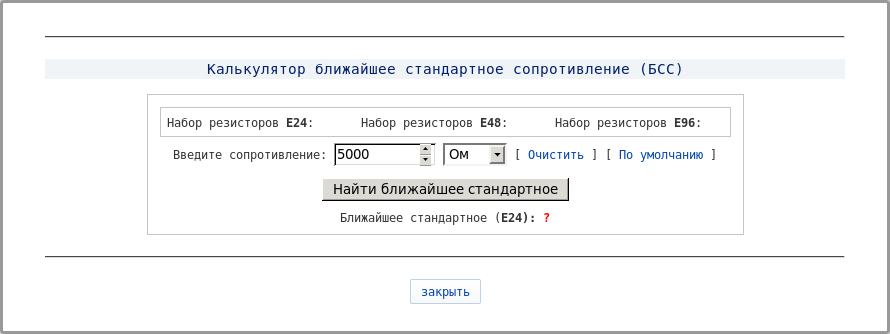 Калькулятор ближайшее стандартное сопротивление (БСС)
Набор резисторов E24: Набор резисторов E48: Набор резисторов E96:
Введите сопротивление: 5000 Ом [ Очистить ] [ По умолчанию ]
Найти ближайшее стандартное
Ближайшее стандартное (E24): ?
закрыть